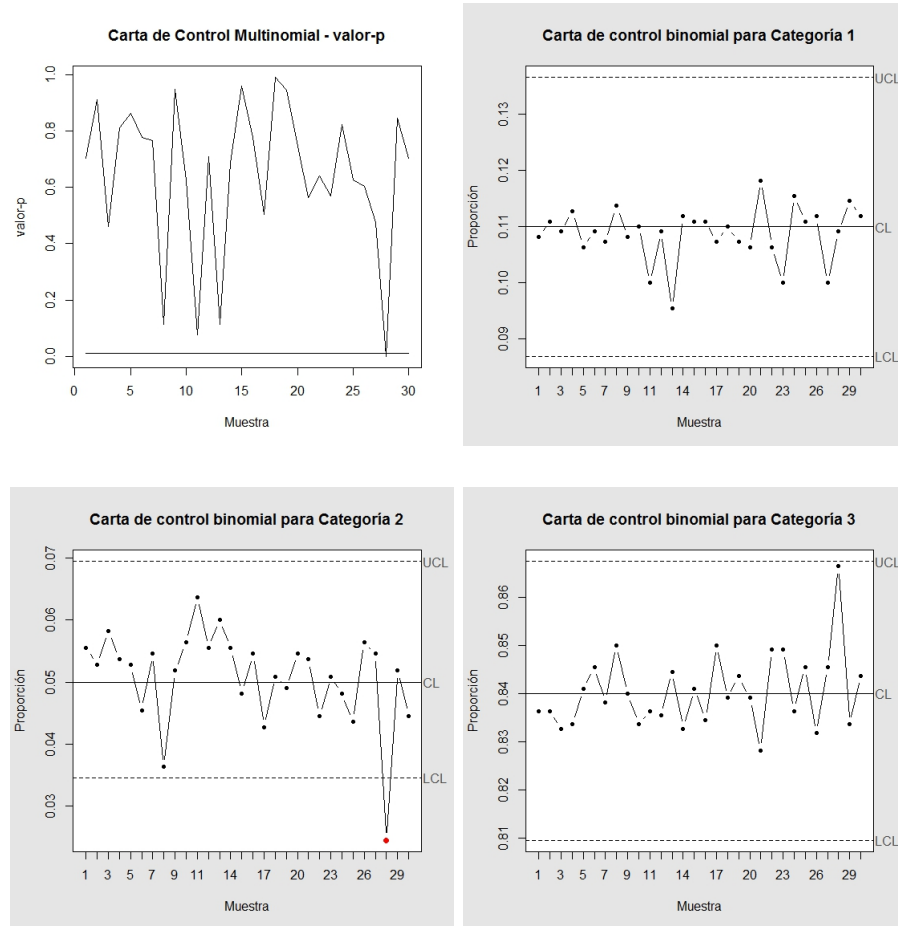 Carta de Control Multinomial - valor-p
valor-p
0.0 0.2 0.4 0.6 0.8 1.0
0 5 10 15 20 25 30
Muestra
Carta de control binomial para Categoría 1
Proporción
0.09 0.10 0.11 0.12 0.13
UCL
CL
LCL
1 3 5 7 9 11 14 17 20 23 26 29
Muestra
Carta de control binomial para Categoría 2
Proporción
0.03 0.04 0.05 0.06 0.07
UCL
CL
LCL
1 3 5 7 9 11 14 17 20 23 26 29
Muestra
Carta de control binomial para Categoría 3
Proporción
0.81 0.82 0.83 0.84 0.85 0.86
UCL
CL
LCL
1 3 5 7 9 11 14 17 20 23 26 29
Muestra